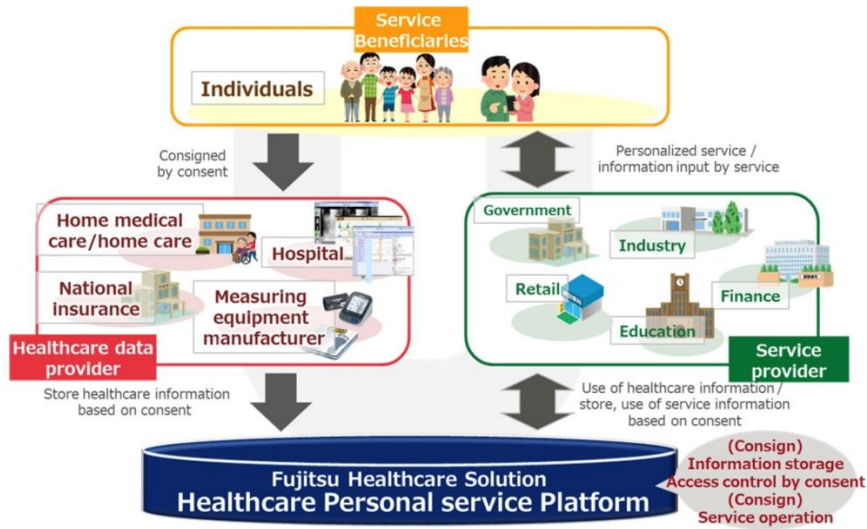 Service
Beneficiaries
Individuals
Consigned
by consent
Personalized service /
information input by service
Home medical
care/home care
Hospital
National
insurance
Measuring
equipment
manufacturer
Healthcare data
provider
Government
Industry
Retail
Finance
Education
Service
provider
Store healthcare information
based on consent
Use of healthcare information /
store, use of service information
based on consent
Fujitsu Healthcare Solution
Healthcare Personal service Platform
(Consign)
Information storage
Access control by consent
(Consign)
Service operation